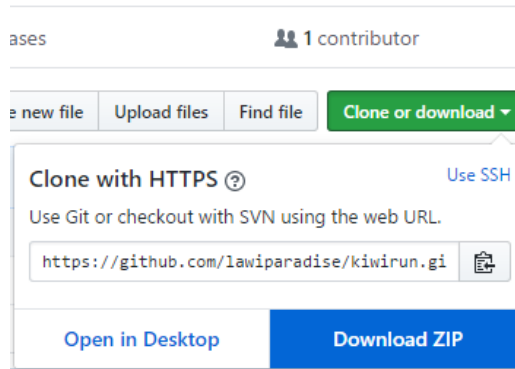 ases
1 contributor
e new file
Upload files
Find file
Clone or download
Clone with HTTPS
Use SSH
Use Git or checkout with SVN using the web URL.
https://github.com/lawiparadise/kiwirun.gi
Open in Desktop
Download ZIP